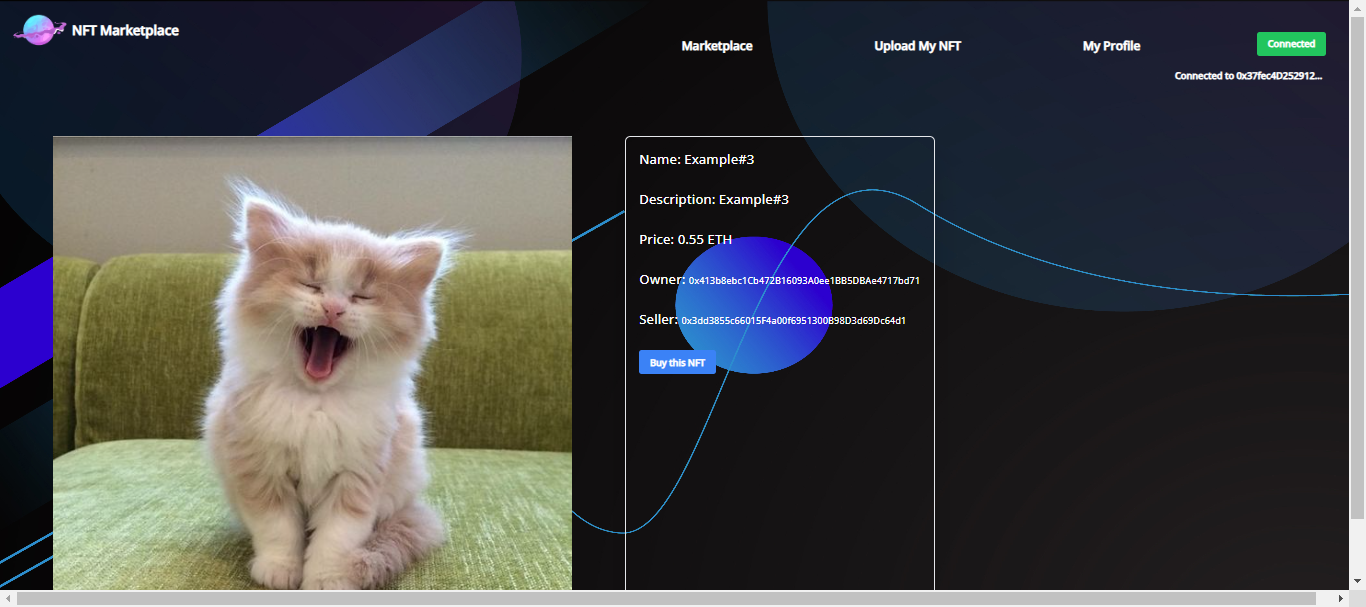 NFT Marketplace
Marketplace
Upload My NFT
My Profile
Connected
Connected to 0x37fec4D252912...
Name: Example#3
Description: Example#3
Price: 0.55 ETH
Owner: 0x413b8ebc1Cb472B16093A0ee1BB5DBAe4717bd71
Seller: 0x3dd3855c66015F4a00f6951300B98D3d69Dc64d1
Buy this NFT